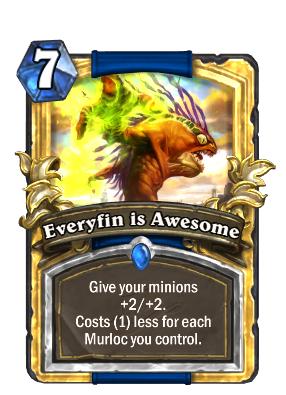 7
Everyfin is Awesome
Give your minions
+2/+2.
Costs (1) less for each
Murloc you control.